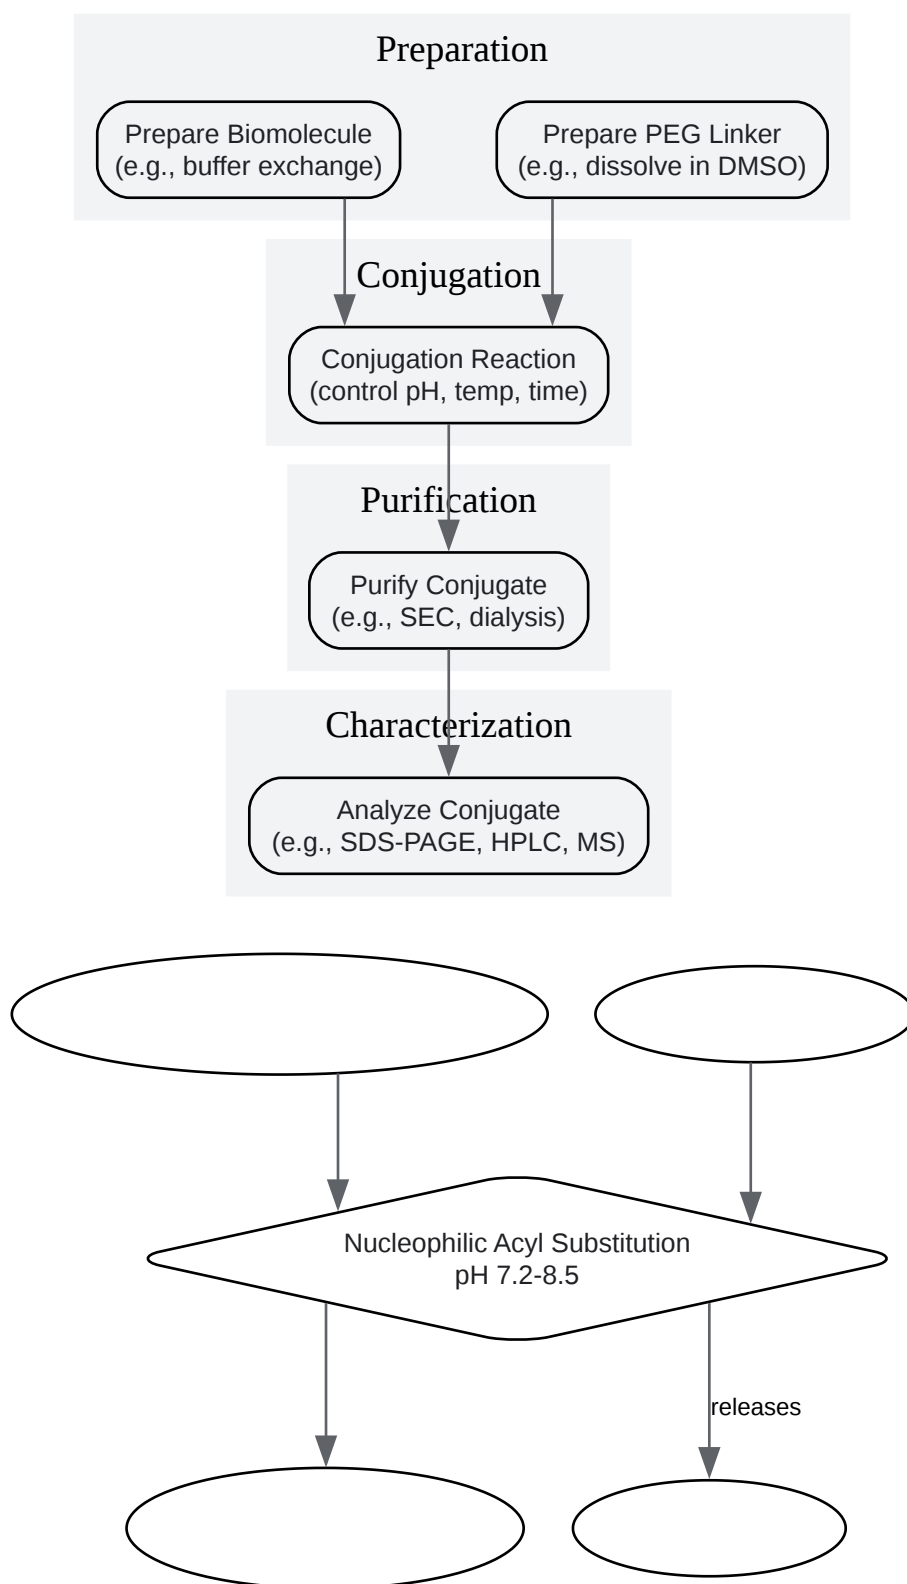 Preparation
Prepare Biomolecule
(e.g., buffer exchange)
Prepare PEG Linker
(e.g., dissolve in DMSO)
Conjugation
Conjugation Reaction
(control pH, temp, time)
Purification
Purify Conjugate
(e.g., SEC, dialysis)
Characterization
Analyze Conjugate
(e.g., SDS-PAGE, HPLC, MS)
Nucleophilic Acyl Substitution
pH 7.2-8.5
releases